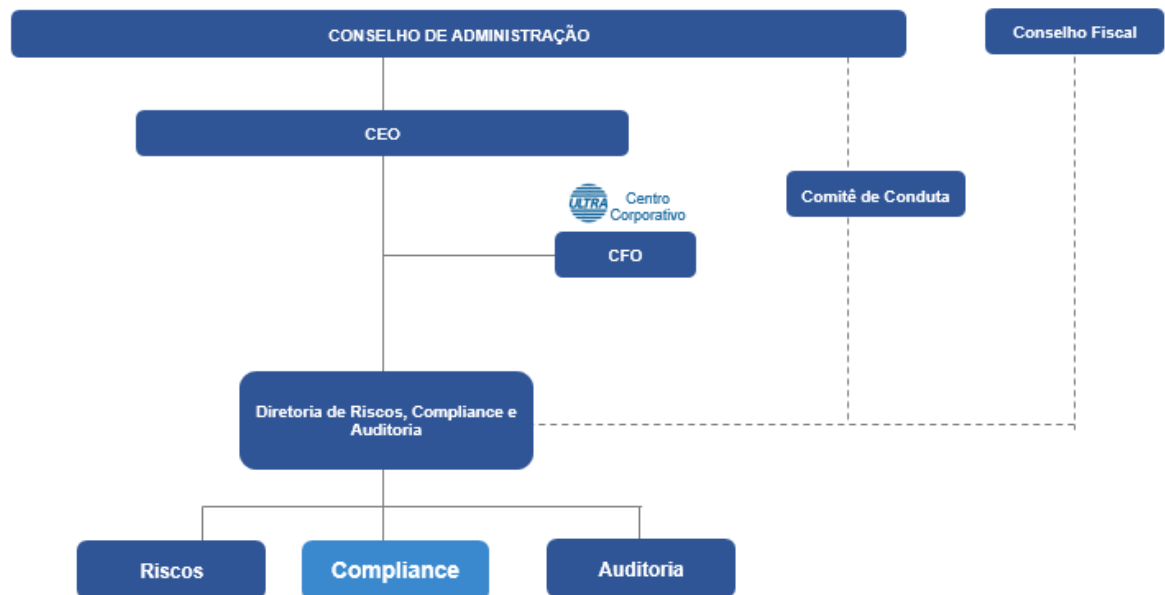 CONSELHO DE ADMINISTRAÇÃO
Conselho Fiscal
CEO
Comitê de Conduta
ULTRA
Centro
Corporativo
CFO
Diretoria de Riscos, Compliance e
Auditoria
Riscos
Compliance
Auditoria